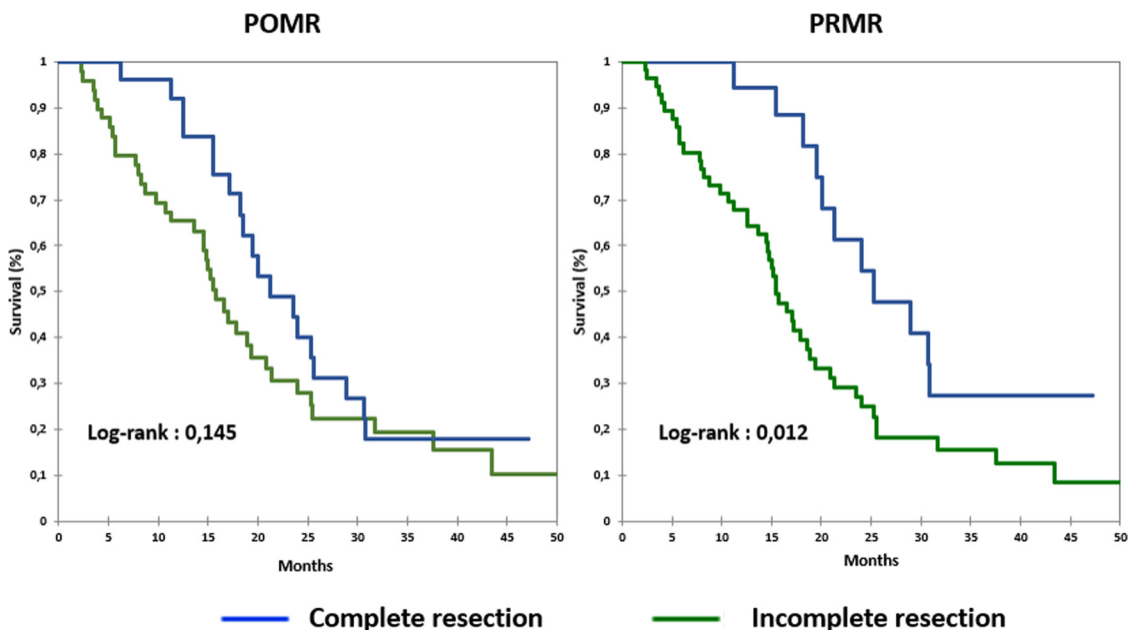 POMR
PRMR
1
0,9
0,8
0,7
0,6
0,5
0,4
0,3
0,2
0,1
0
Survival (%)
Log-rank : 0,145
0 5 10 15 20 25 30 35 40 45 50
Months
1
0,9
0,8
0,7
0,6
0,5
0,4
0,3
0,2
0,1
0
Survival (%)
Log-rank : 0,012
0 5 10 15 20 25 30 35 40 45 50
Months
Complete resection
Incomplete resection